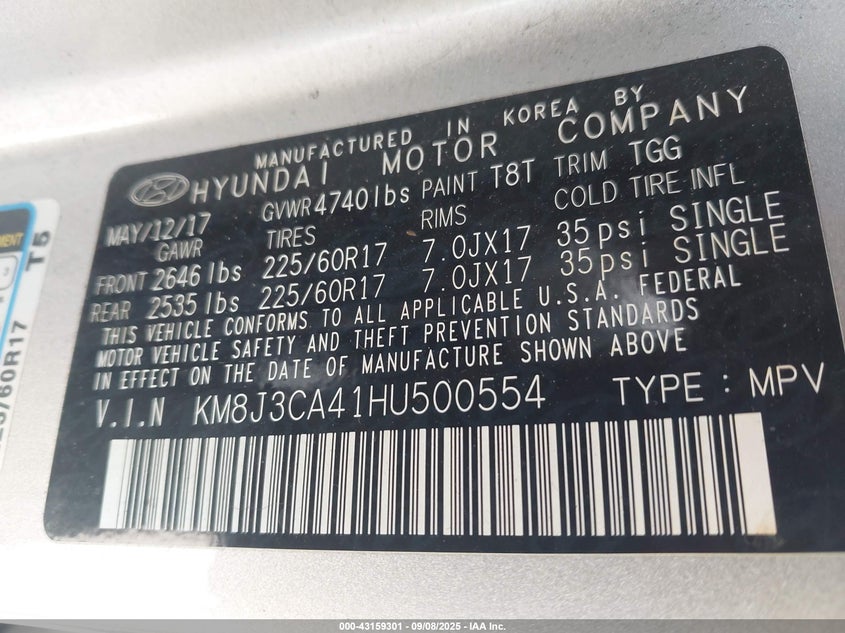 MANUFACTURED IN KOREA BY
HYUNDAI MOTOR COMPANY
MAY/12/17 GVWR 4740 lbs PAINT T8T TRIM TGG
GAWR TIRES RIMS COLD TIRE INFL
FRONT 2646 lbs 225/60R17 7.0JX17 35psi SINGLE
REAR 2535 lbs 225/60R17 7.0JX17 35psi SINGLE
THIS VEHICLE CONFORMS TO ALL APPLICABLE U.S.A. FEDERAL
MOTOR VEHICLE SAFETY AND THEFT PREVENTION STANDARDS
IN EFFECT ON THE DATE OF MANUFACTURE SHOWN ABOVE
V.I.N KM8J3CA41HU500554 TYPE : MPV
T5
/60R17
000-43159301 | 09/08/2025 | IAA Inc.